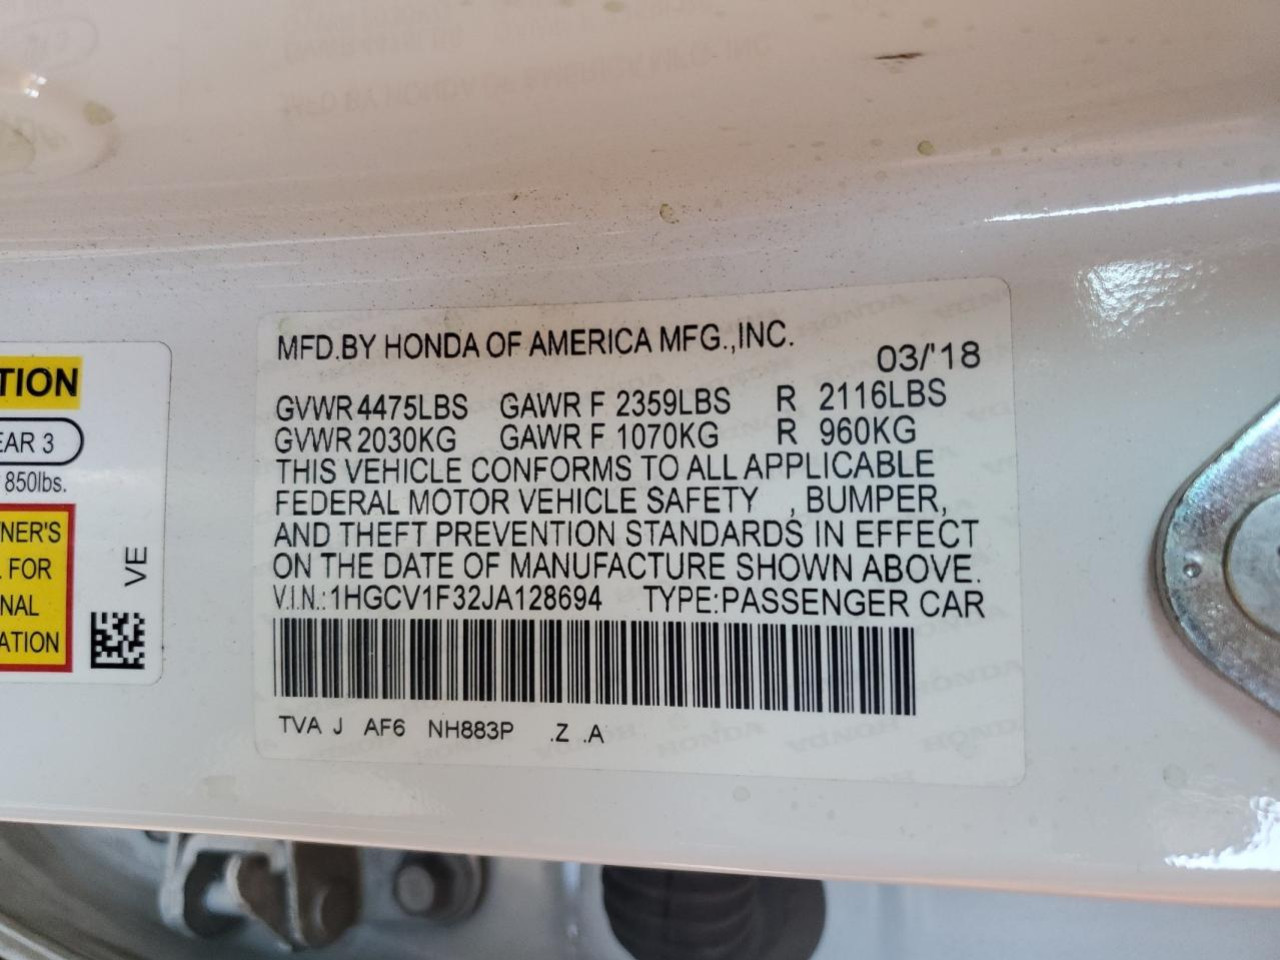 MFD.BY HONDA OF AMERICA MFG.,INC.
03/'18
GVWR 4475LBS GAWR F 2359LBS R 2116LBS
GVWR 2030KG GAWR F 1070KG R 960KG
THIS VEHICLE CONFORMS TO ALL APPLICABLE
FEDERAL MOTOR VEHICLE SAFETY , BUMPER,
AND THEFT PREVENTION STANDARDS IN EFFECT
ON THE DATE OF MANUFACTURE SHOWN ABOVE.
V.I.N.:1HGCV1F32JA128694 TYPE:PASSENGER CAR
TVA J AF6 NH883P .Z .A
TION
EAR 3
850lbs.
NER'S
FOR
NAL
ATION
VE